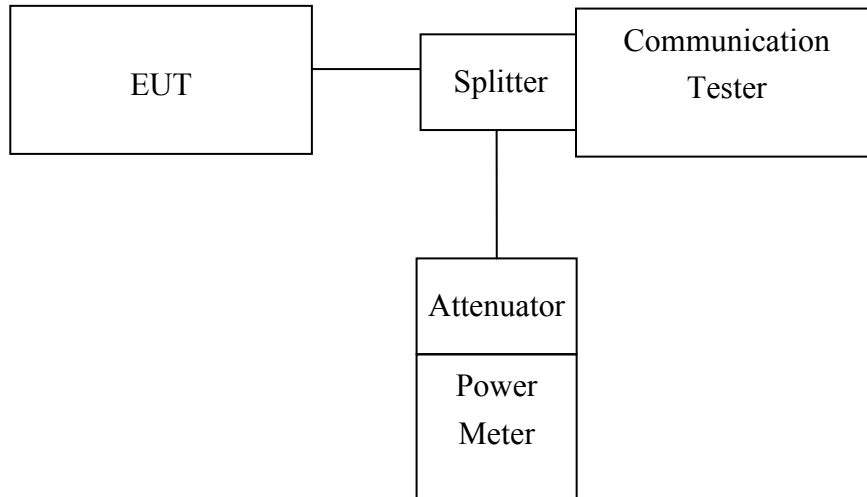 EUT
Splitter
Communication
Tester
Attenuator
Power
Meter